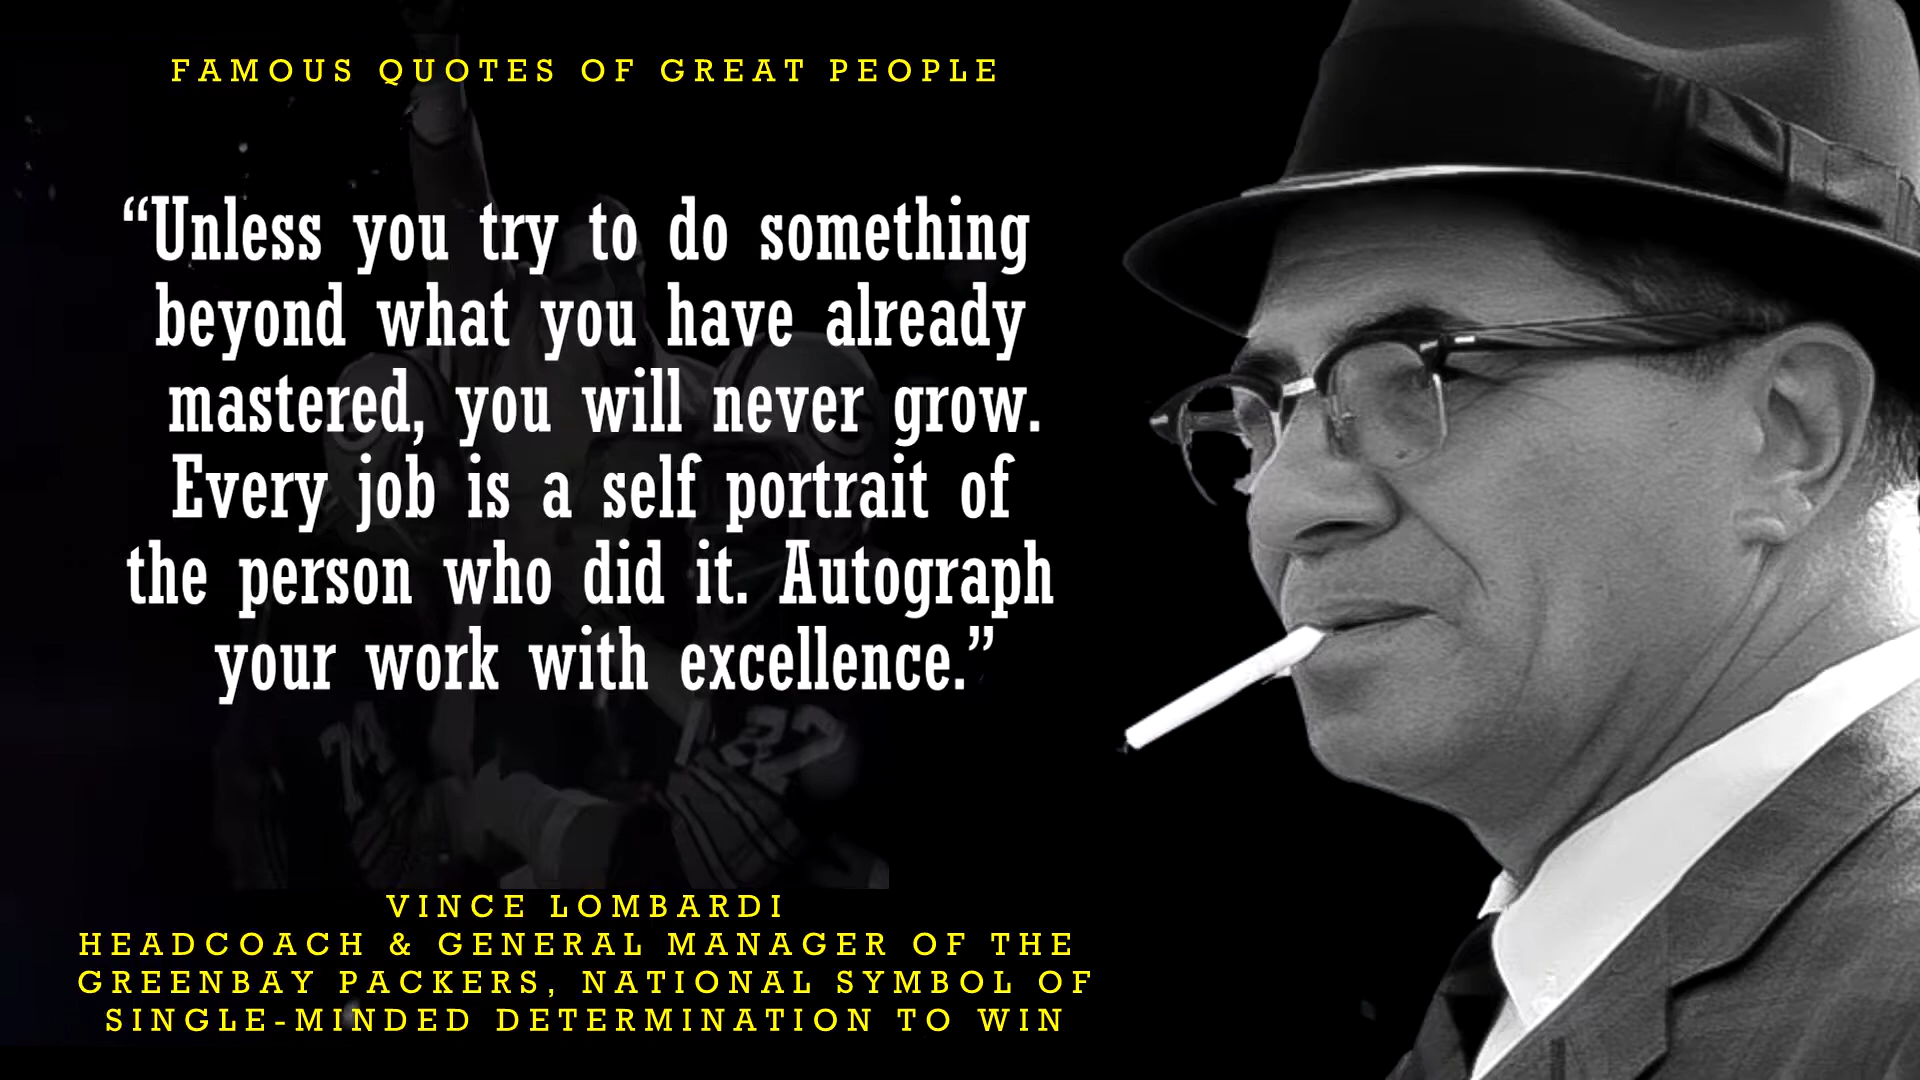 FAMOUS QUOTES OF GREAT PEOPLE
“Unless you try to do something
beyond what you have already
mastered, you will never grow.
Every job is a self portrait of
the person who did it. Autograph
your work with excellence.”
74
22
VINCE LOMBARDI
HEADCOACH & GENERAL MANAGER OF THE
GREENBAY PACKERS, NATIONAL SYMBOL OF
SINGLE-MINDED DETERMINATION TO WIN